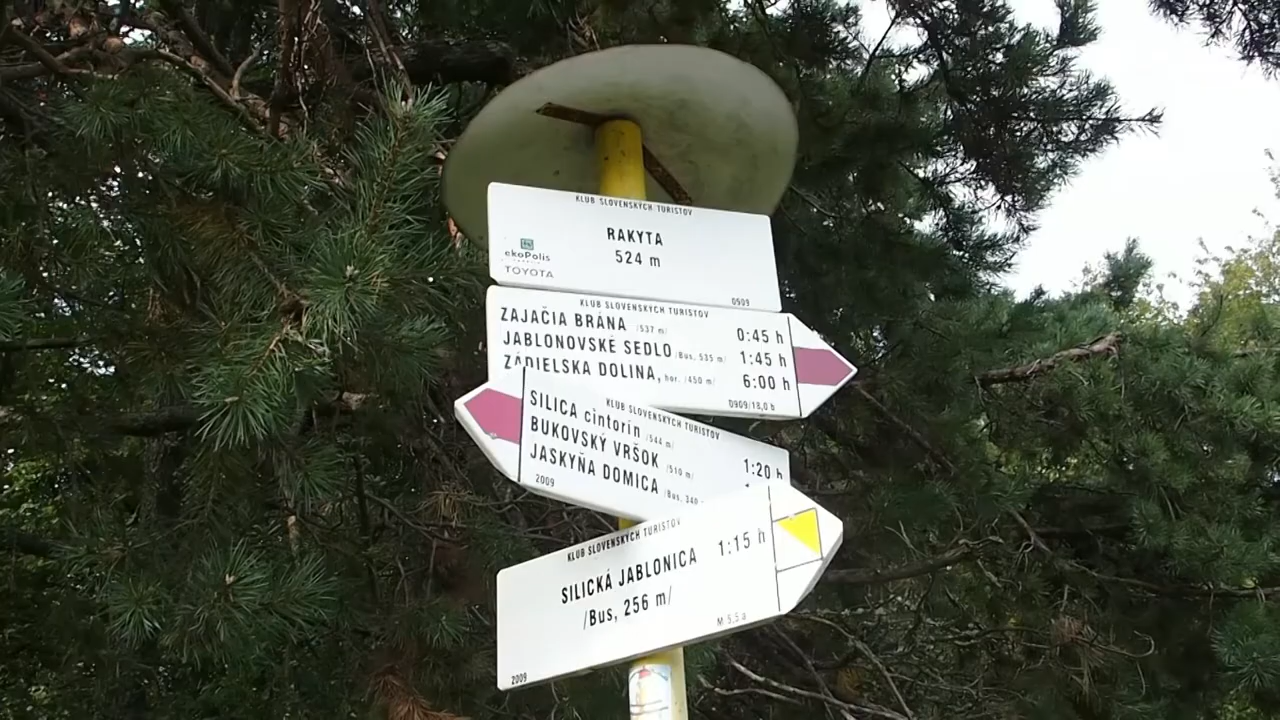 KLUB SLOVENSKÝCH TURISTOV
RAKYTA
524 m
ekoPolis
TOYOTA
0909
KLUB SLOVENSKÝCH TURISTOV
ZAJAČIA BRÁNA /537 m/ 0:45 h
JABLONOVSKÉ SEDLO /Bus, 535 m/ 1:45 h
ZÁDIELSKA DOLINA, hor. /450 m/ 6:00 h
0909/18,0 b
KLUB SLOVENSKÝCH TURISTOV
SILICA cintorín /544 m/ 1:20 h
BUKOVSKÝ VRŠOK /510 m/
JASKYŇA DOMICA /Bus, 340
2009
KLUB SLOVENSKÝCH TURISTOV
SILICKÁ JABLONICA 1:15 h
/Bus, 256 m/
M 5,5 a
2009